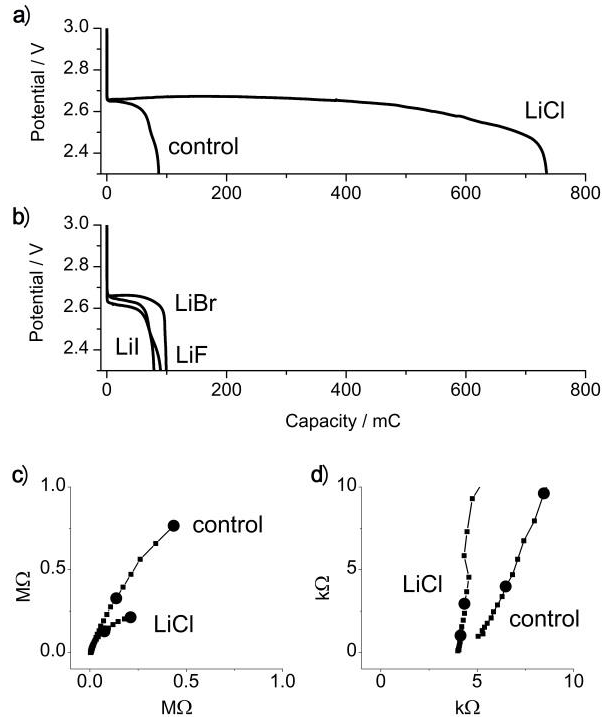 a)
3.0
2.6
2.4
Potential / V
LiCl
control
0
200
400
600
800
b)
3.0
2.8
2.6
2.4
Potential / V
LiBr
LiI
LiF
0
200
400
600
800
Capacity / mC
c)
1.0
0.5
0.0
MΩ
control
LiCl
0.0
0.5
1.0
MΩ
d)
10
5
0
kΩ
LiCl
control
0
5
10
kΩ